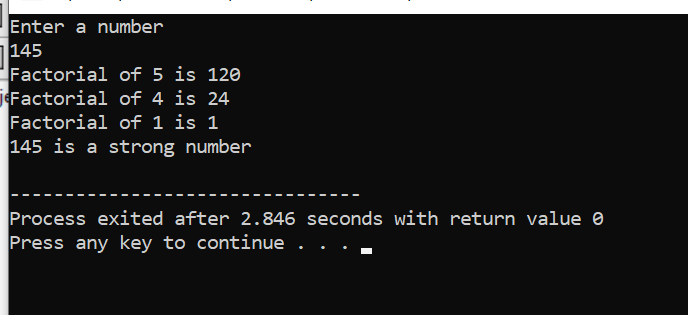 Enter a number
145
Factorial of 5 is 120
Factorial of 4 is 24
Factorial of 1 is 1
145 is a strong number
--------------------------------
Process exited after 2.846 seconds with return value 0
Press any key to continue . . .